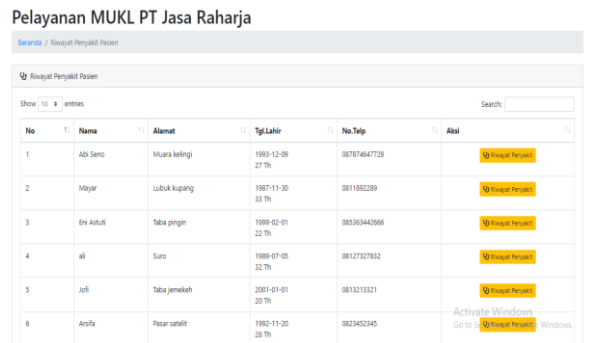 Pelayanan MUKL PT Jasa Raharja
Beranda / Riwayat Penyakit Pasien
Riwayat Penyakit Pasien
Show 10 entries Search:
No Nama Alamat Tgl.Lahir No.Telp Aksi
1 Abi Seno Muara kelingi 1993-12-09 087874647728 Riwayat Penyakit
27 Th
2 Mayar Lubuk kupang 1987-11-30 0811892289 Riwayat Penyakit
33 Th
3 Eni Astuti Taba pingin 1999-02-01 085363442666 Riwayat Penyakit
22 Th
4 ali Suro 1989-07-05 08127327832 Riwayat Penyakit
32 Th
5 Jofi Taba jemekeh 2001-01-01 0813213321 Riwayat Penyakit
20 Th
Activate Windows
6 Arsifa Pasar satelit 1992-11-20 0823452345 Riwayat Penyakit
28 Th
Go to Windows.